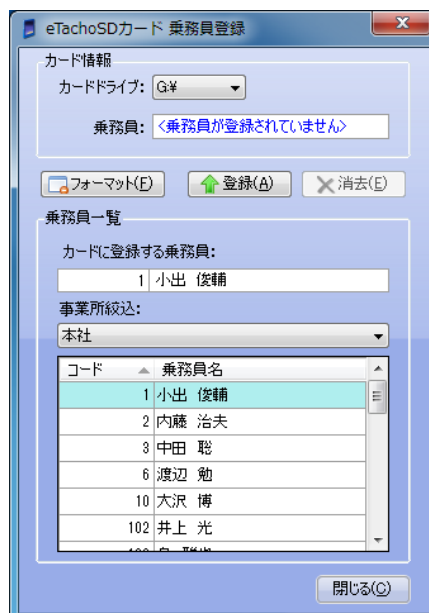 eTachoSDカード 乗務員登録
カード情報
カードドライブ: G:¥
乗務員: <乗務員が登録されていません>
フォーマット(F) 登録(A) 消去(E)
乗務員一覧
カードに登録する乗務員:
1 小出 俊輔
事業所絞込:
本社
コード 乗務員名
1 小出 俊輔
2 内藤 治夫
3 中田 聡
6 渡辺 勉
10 大沢 博
102 井上 光
閉じる(C)